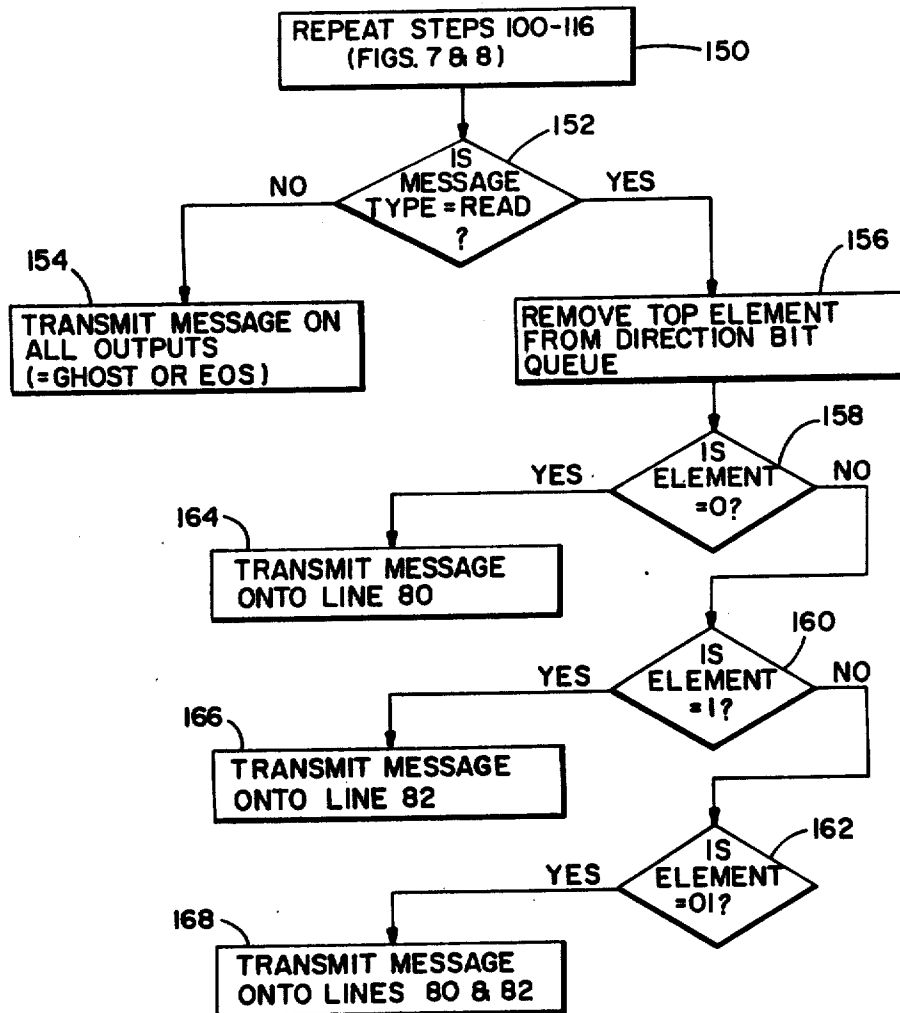 REPEAT STEPS 100-116
(FIGS. 7 & 8)
150
152
IS
MESSAGE
TYPE=READ
?
NO
YES
154
156
TRANSMIT MESSAGE ON
ALL OUTPUTS
(=GHOST OR EOS)
REMOVE TOP ELEMENT
FROM DIRECTION BIT
QUEUE
158
IS
ELEMENT
=0?
YES
NO
164
TRANSMIT MESSAGE
ONTO LINE 80
160
IS
ELEMENT
=1?
YES
NO
166
TRANSMIT MESSAGE
ONTO LINE 82
162
IS
ELEMENT
=01?
YES
168
TRANSMIT MESSAGE
ONTO LINES 80 & 82